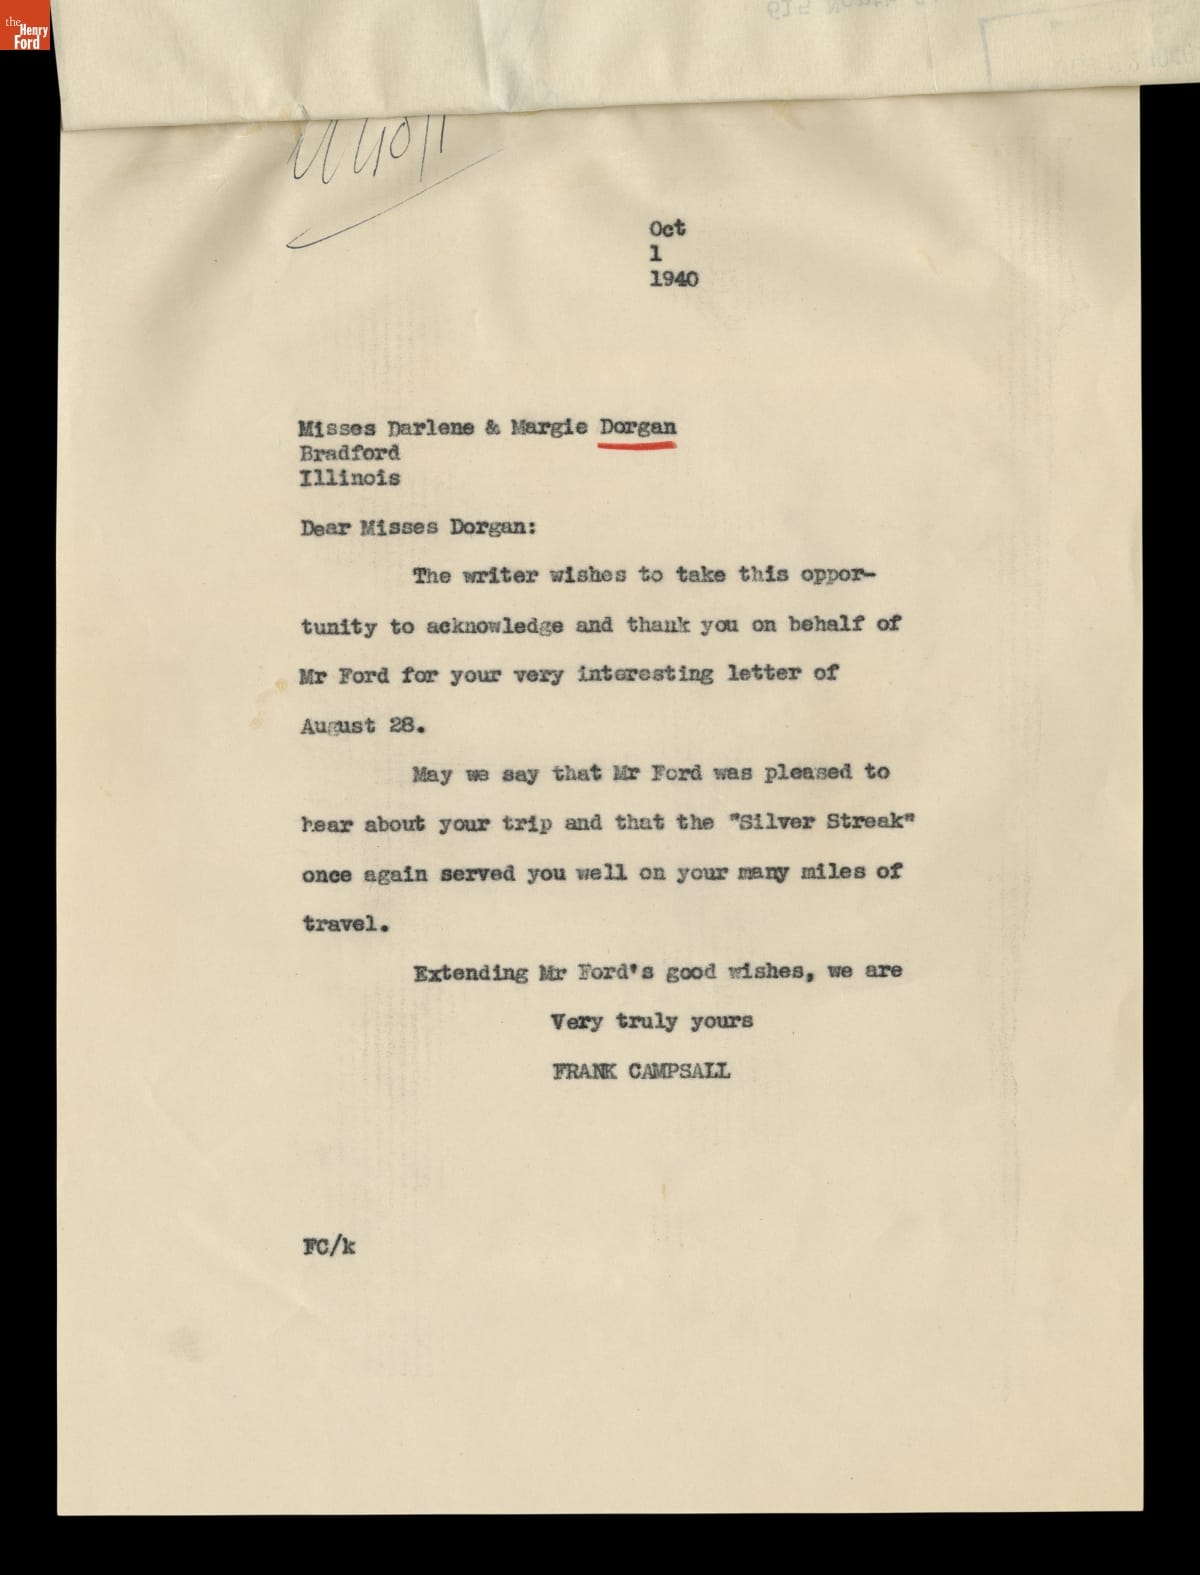 the
Henry
Ford
Oct
1
1940
Misses Darlene & Margie Dorgan
Bradford
Illinois
Dear Misses Dorgan:
The writer wishes to take this oppor-
tunity to acknowledge and thank you on behalf of
Mr Ford for your very interesting letter of
August 28.
May we say that Mr Ford was pleased to
hear about your trip and that the "Silver Streak"
once again served you well on your many miles of
travel.
Extending Mr Ford's good wishes, we are
Very truly yours
FRANK CAMPSALL
FC/k